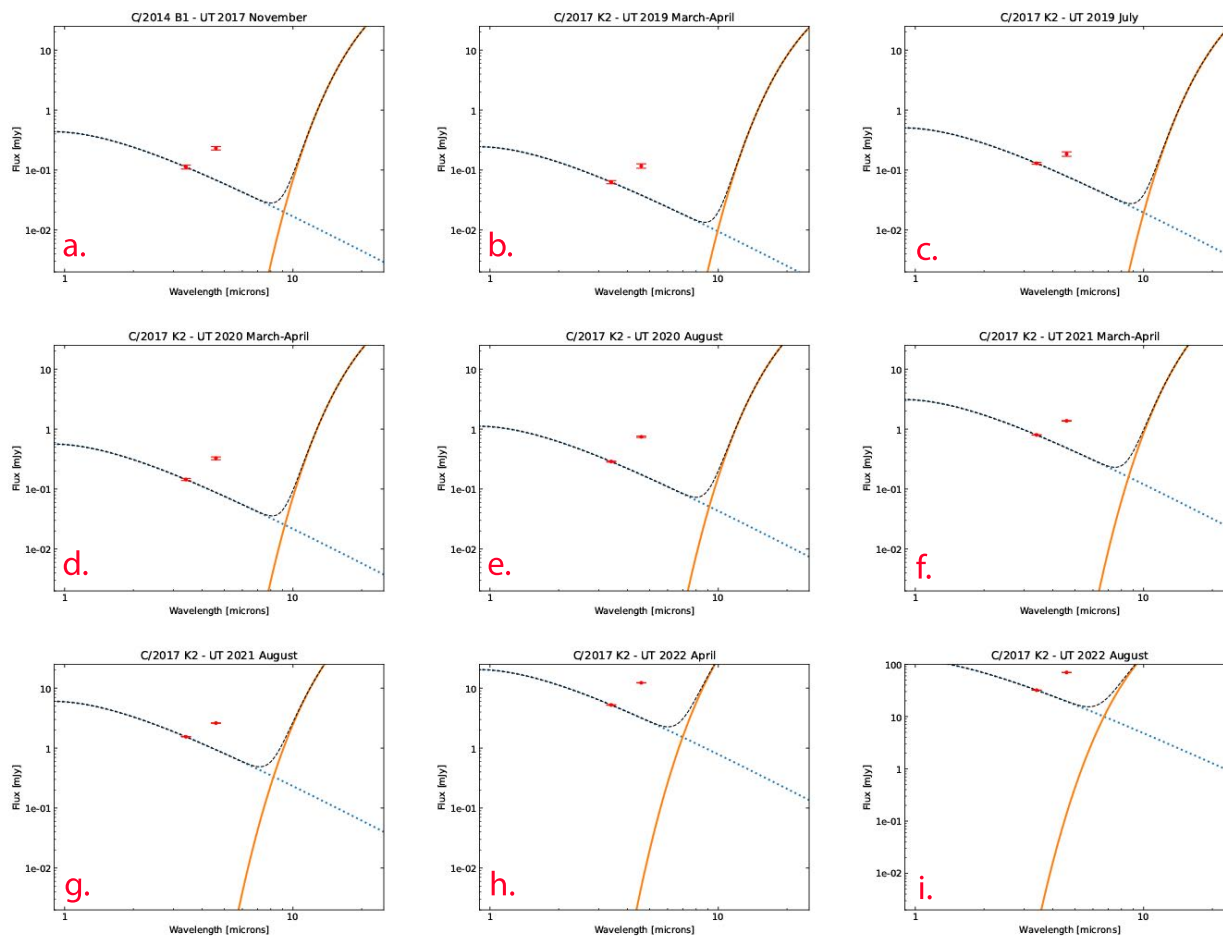 C/2014 B1 - UT 2017 November
Flux [mJy]
10
1
1e-01
1e-02
a.
1
10
Wavelength [microns]
C/2017 K2 - UT 2019 March-April
Flux [mJy]
10
1
1e-01
1e-02
b.
1
10
Wavelength [microns]
C/2017 K2 - UT 2019 July
Flux [mJy]
10
1
1e-01
1e-02
c.
1
10
Wavelength [microns]
C/2017 K2 - UT 2020 March-April
Flux [mJy]
10
1
1e-01
1e-02
d.
1
10
Wavelength [microns]
C/2017 K2 - UT 2020 August
Flux [mJy]
10
1
1e-01
1e-02
e.
1
10
Wavelength [microns]
C/2017 K2 - UT 2021 March-April
Flux [mJy]
10
1
1e-01
1e-02
f.
1
10
Wavelength [microns]
C/2017 K2 - UT 2021 August
Flux [mJy]
10
1
1e-01
1e-02
g.
1
10
Wavelength [microns]
C/2017 K2 - UT 2022 April
Flux [mJy]
10
1
1e-01
1e-02
h.
1
10
Wavelength [microns]
C/2017 K2 - UT 2022 August
Flux [mJy]
100
10
1
1e-01
1e-02
i.
1
10
Wavelength [microns]